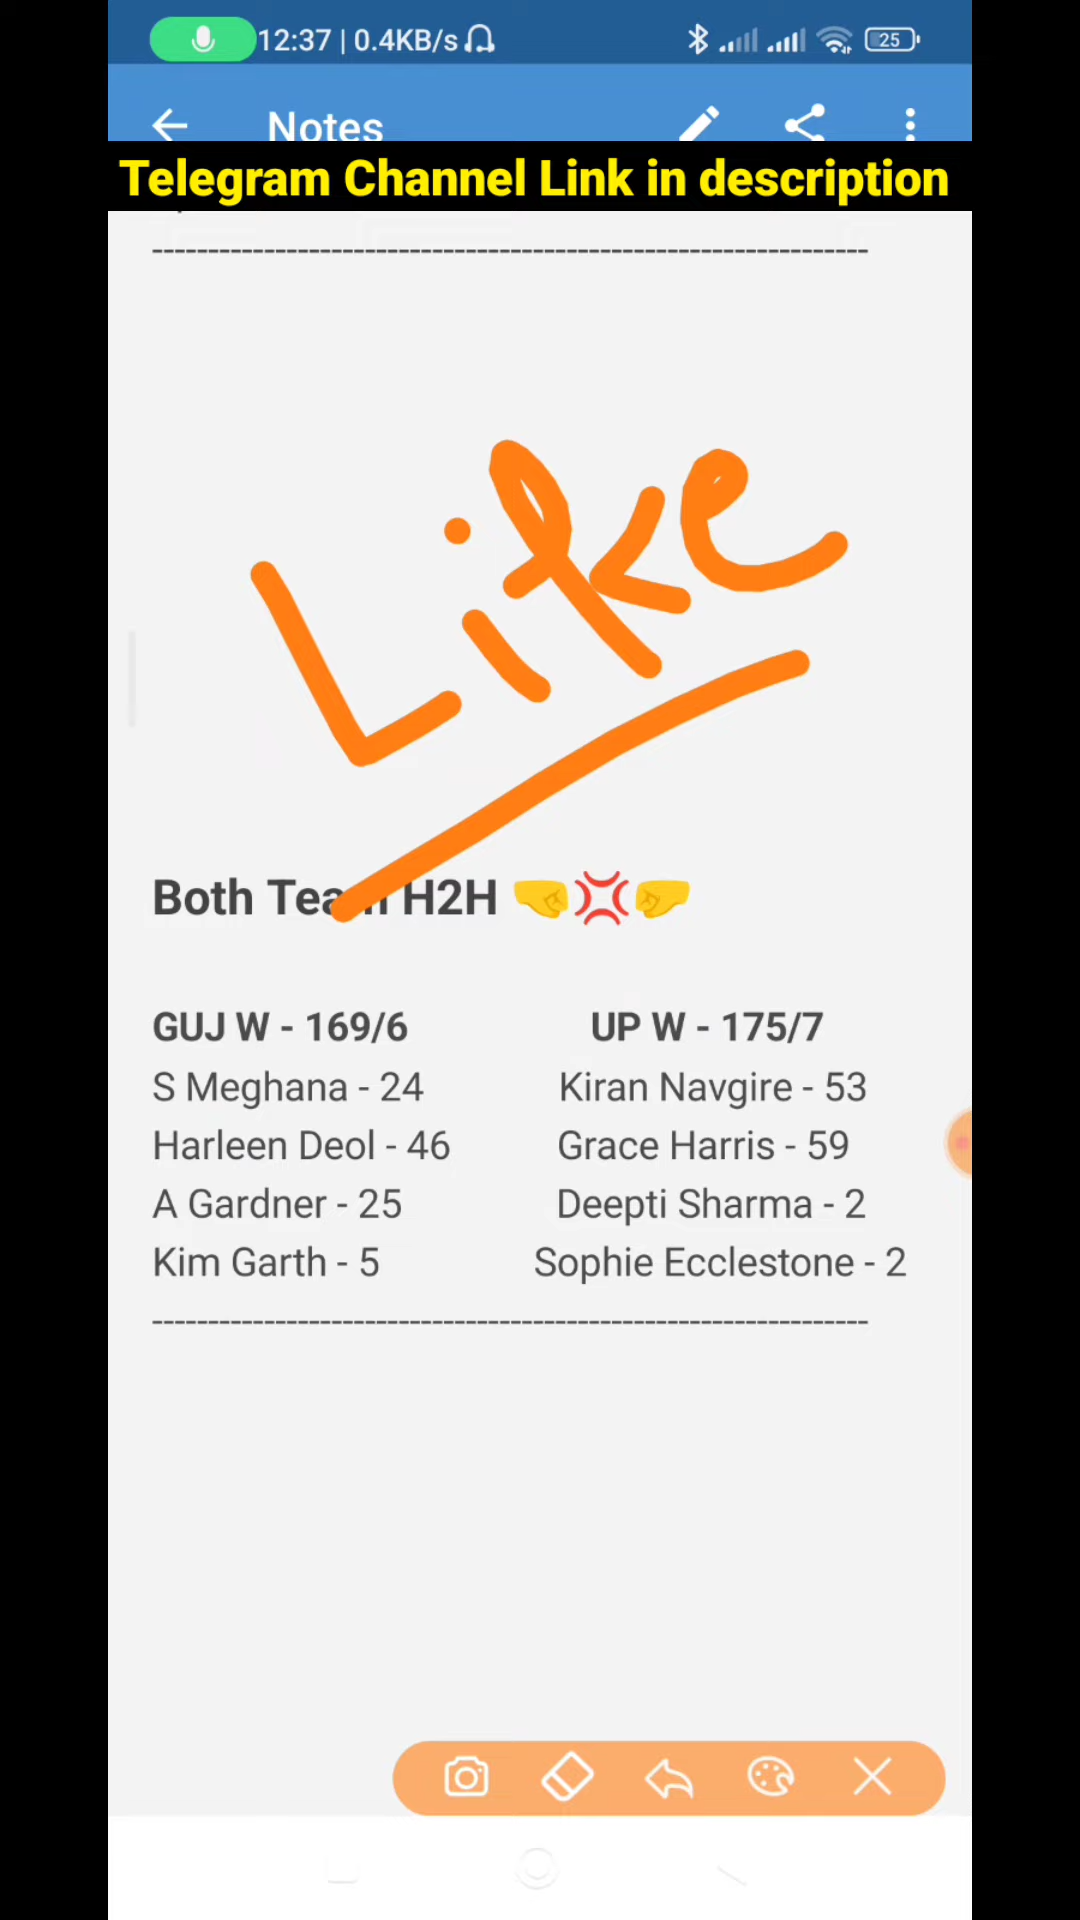 12:37 | 0.4KB/s 25
Notes
Telegram Channel Link in description
Like
Both Team H2H 🤜💢🤛
GUJ W - 169/6 UP W - 175/7
S Meghana - 24 Kiran Navgire - 53
Harleen Deol - 46 Grace Harris - 59
A Gardner - 25 Deepti Sharma - 2
Kim Garth - 5 Sophie Ecclestone - 2